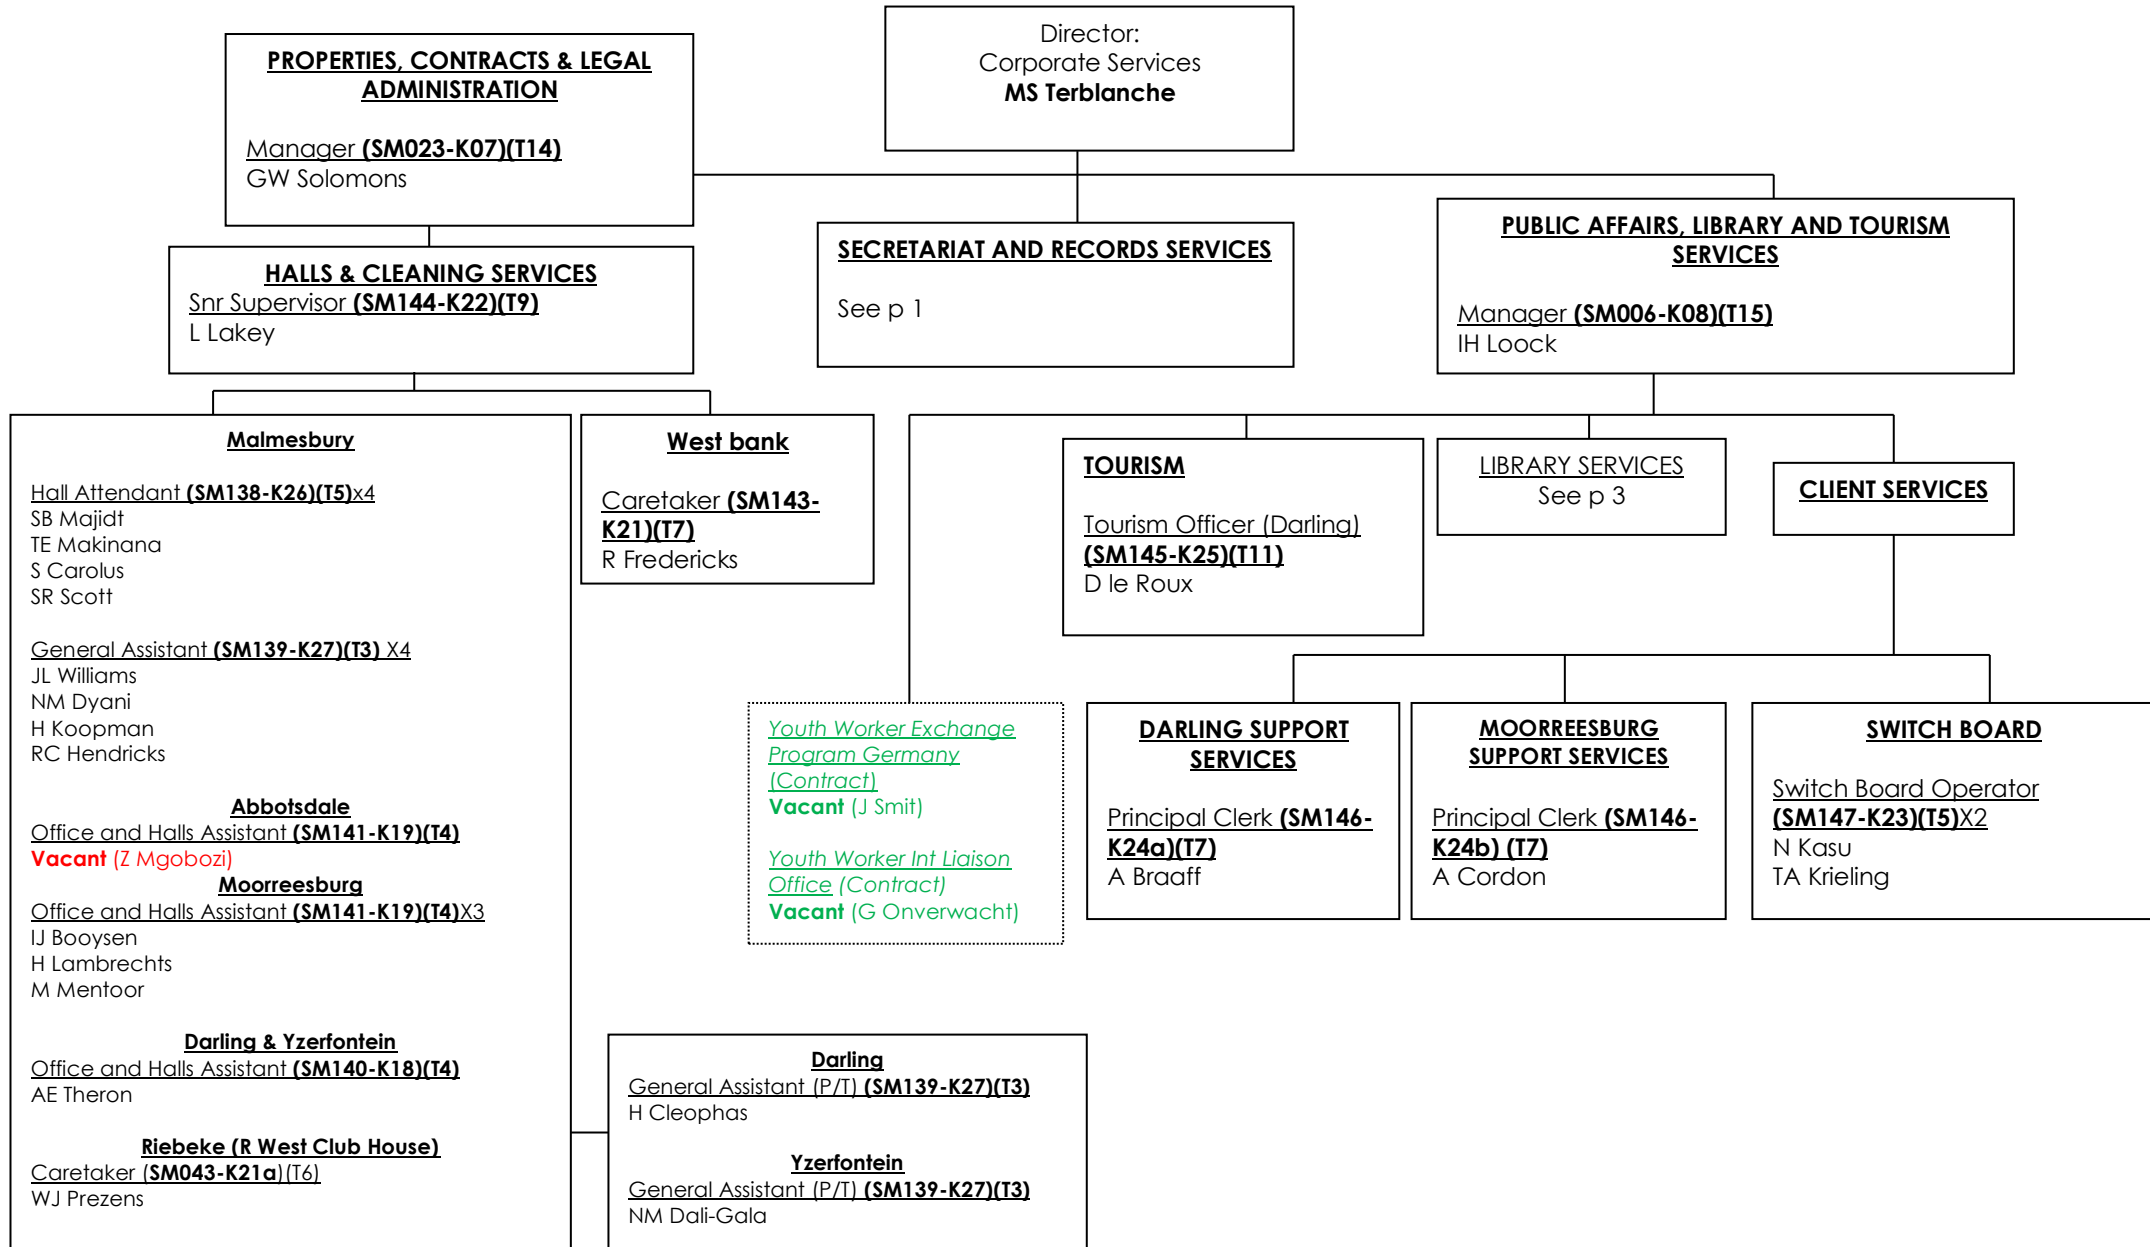 Director:
Corporate Services
MS Terblanche
PROPERTIES, CONTRACTS & LEGAL
ADMINISTRATION
Manager (SM023-K07)(T14)
GW Solomons
HALLS & CLEANING SERVICES
Snr Supervisor (SM144-K22)(T9)
L Lakey
SECRETARIAT AND RECORDS SERVICES
See p 1
PUBLIC AFFAIRS, LIBRARY AND TOURISM
SERVICES
Manager (SM006-K08)(T15)
IH Loock
Malmesbury
Hall Attendant (SM138-K26)(T5)x4
SB Majidt
TE Makinana
S Carolus
SR Scott
General Assistant (SM139-K27)(T3) X4
JL Williams
NM Dyani
H Koopman
RC Hendricks
Abbotsdale
Office and Halls Assistant (SM141-K19)(T4)
Vacant (Z Mgobozi)
Moorreesburg
Office and Halls Assistant (SM141-K19)(T4)X3
IJ Booysen
H Lambrechts
M Mentoor
Darling & Yzerfontein
Office and Halls Assistant (SM140-K18)(T4)
AE Theron
Riebeke (R West Club House)
Caretaker (SM043-K21a)(T6)
WJ Prezens
West bank
Caretaker (SM143-
K21)(T7)
R Fredericks
Darling
General Assistant (P/T) (SM139-K27)(T3)
H Cleophas
Yzerfontein
General Assistant (P/T) (SM139-K27)(T3)
NM Dali-Gala
TOURISM
Tourism Officer (Darling)
(SM145-K25)(T11)
D le Roux
LIBRARY SERVICES
See p 3
CLIENT SERVICES
Youth Worker Exchange
Program Germany
(Contract)
Vacant (J Smit)
Youth Worker Int Liaison
Office (Contract)
Vacant (G Onverwacht)
DARLING SUPPORT
SERVICES
Principal Clerk (SM146-
K24a)(T7)
A Braaff
MOORREESBURG
SUPPORT SERVICES
Principal Clerk (SM146-
K24b) (T7)
A Cordon
SWITCH BOARD
Switch Board Operator
(SM147-K23)(T5)X2
N Kasu
TA Krieling